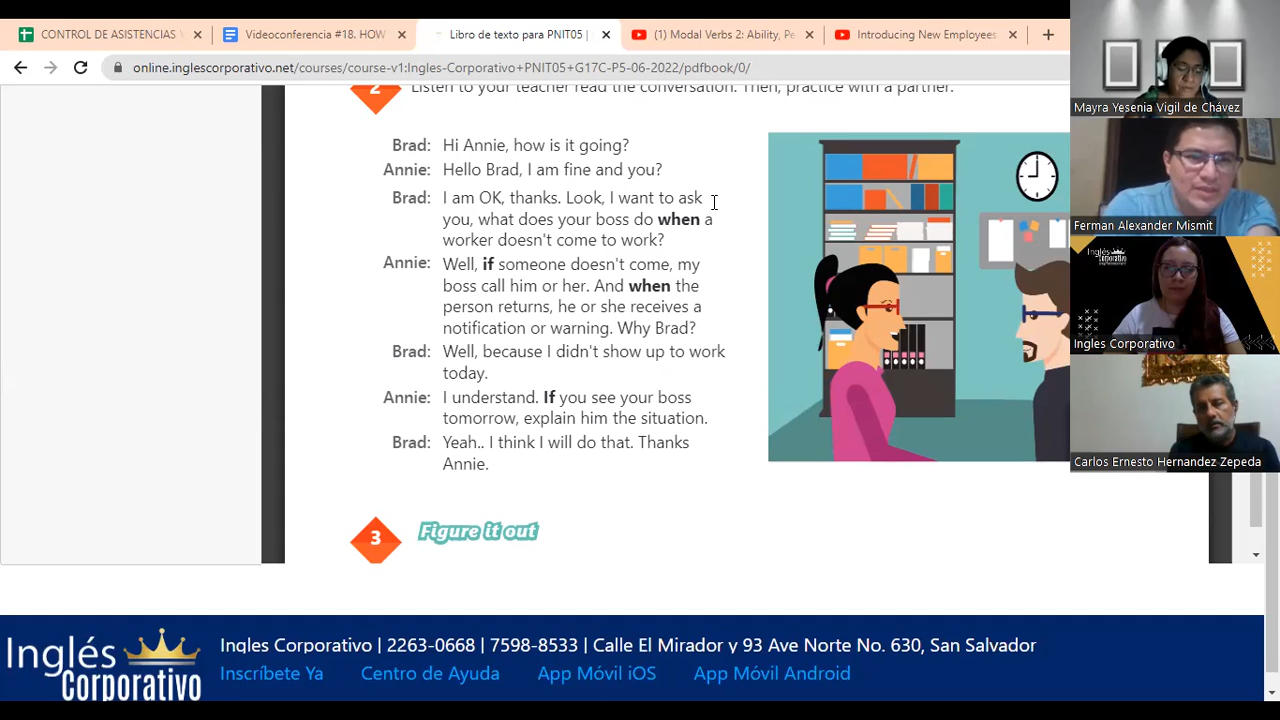 CONTROL DE ASISTENCIAS
Videoconferencia #18. HOW
Libro de texto para PNIT05
(1) Modal Verbs 2: Ability, Pe
Introducing New Employees
online.inglescorporativo.net/courses/course-v1:Ingles-Corporativo+PNIT05+G17C-P5-06-2022/pdfbook/0/
2 Listen to your teacher read the conversation. Then, practice with a partner.
Brad: Hi Annie, how is it going?
Annie: Hello Brad, I am fine and you?
Brad: I am OK, thanks. Look, I want to ask
you, what does your boss do when a
worker doesn't come to work?
Annie: Well, if someone doesn't come, my
boss call him or her. And when the
person returns, he or she receives a
notification or warning. Why Brad?
Brad: Well, because I didn't show up to work
today.
Annie: I understand. If you see your boss
tomorrow, explain him the situation.
Brad: Yeah.. I think I will do that. Thanks
Annie.
3 Figure it out
Mayra Yesenia Vigil de Chávez
Ferman Alexander Mismit
Ingles Corporativo
Carlos Ernesto Hernandez Zepeda
Inglés
Corporativo
Ingles Corporativo | 2263-0668 | 7598-8533 | Calle El Mirador y 93 Ave Norte No. 630, San Salvador
Inscríbete Ya Centro de Ayuda App Móvil iOS App Móvil Android